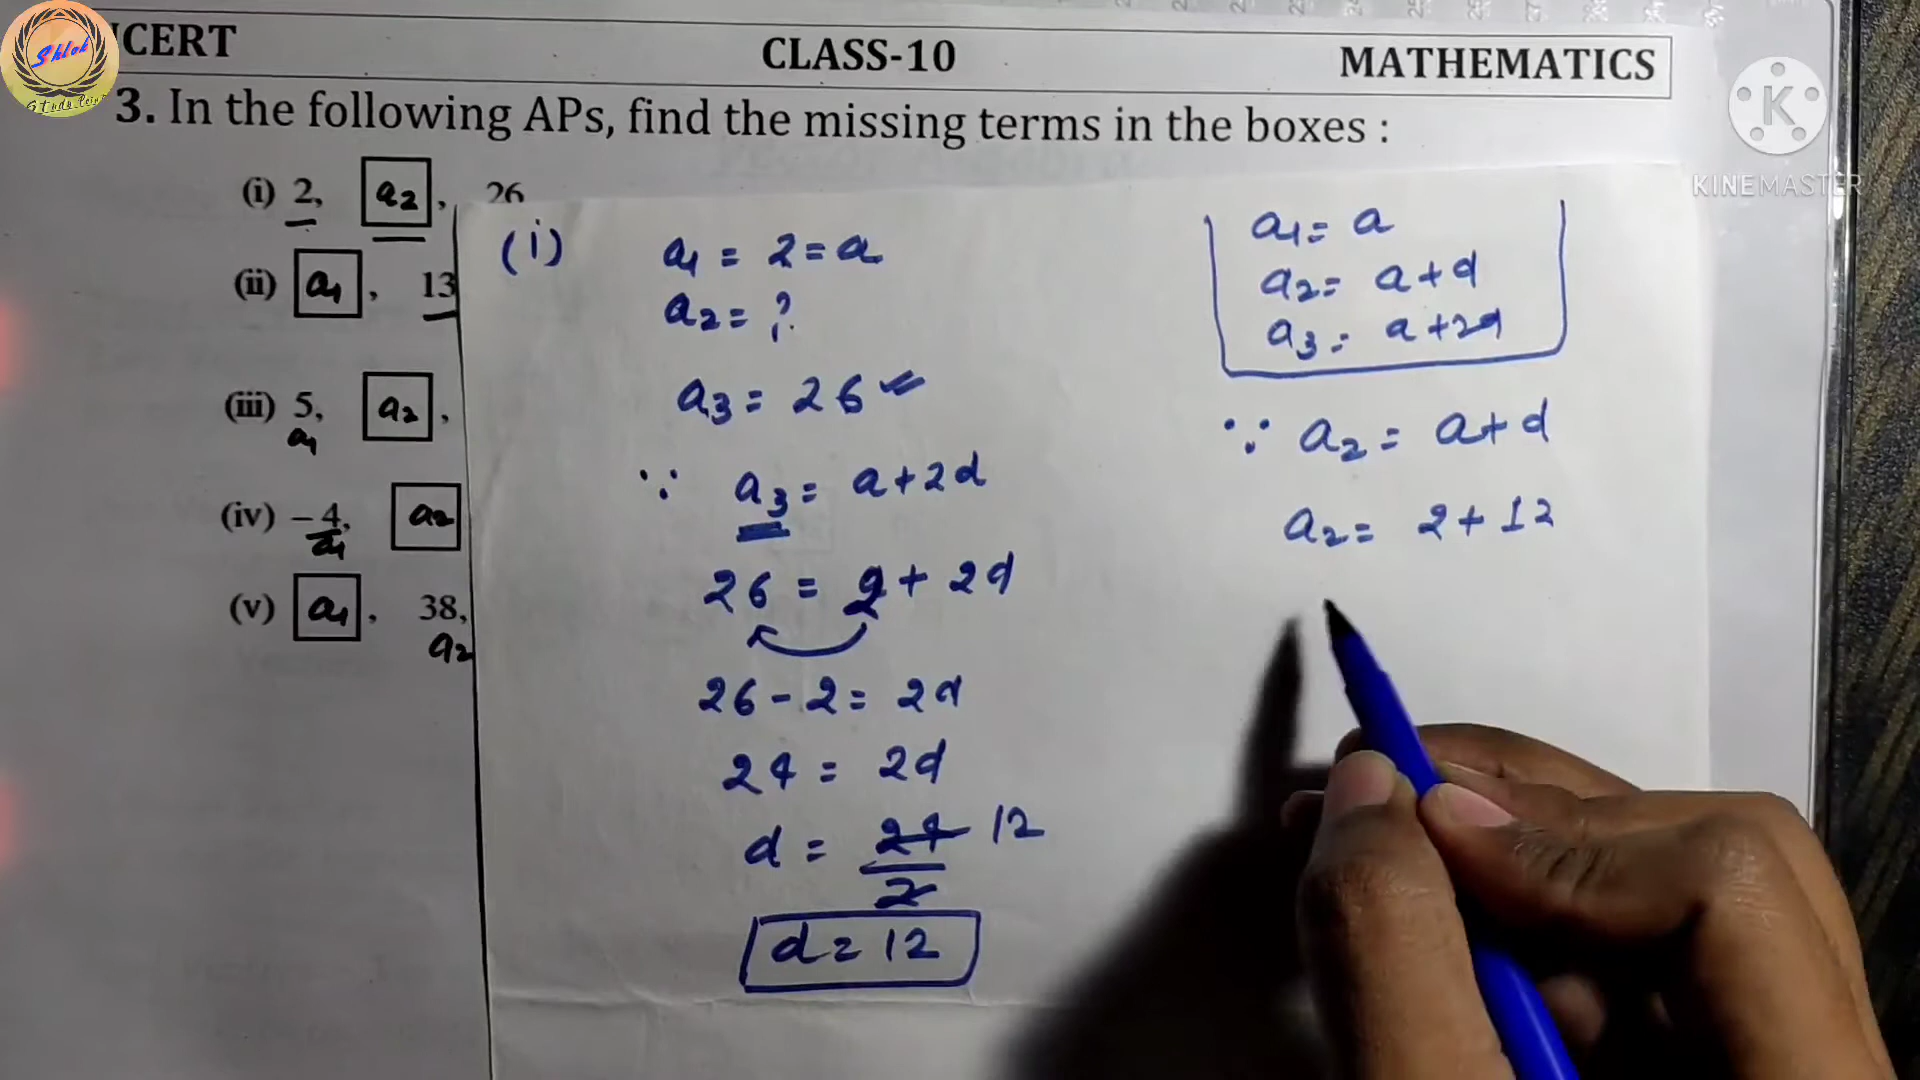 Shlok
Study Point
NCERT CLASS-10 MATHEMATICS
K
KINEMASTER
3. In the following APs, find the missing terms in the boxes :
(i) 2, a2, 26
(ii) a1, 13
(iii) 5, a2,
a1
(iv) -4, a2
a1
(v) a1, 38,
a2
(i) a1 = 2 = a
a2 = ?
a3 = 26
∵ a3 = a + 2d
26 = 2 + 2d
26 - 2 = 2d
24 = 2d
d = 24/2 12
d = 12
a1 = a
a2 = a + d
a3 = a + 2d
∵ a2 = a + d
a2 = 2 + 12